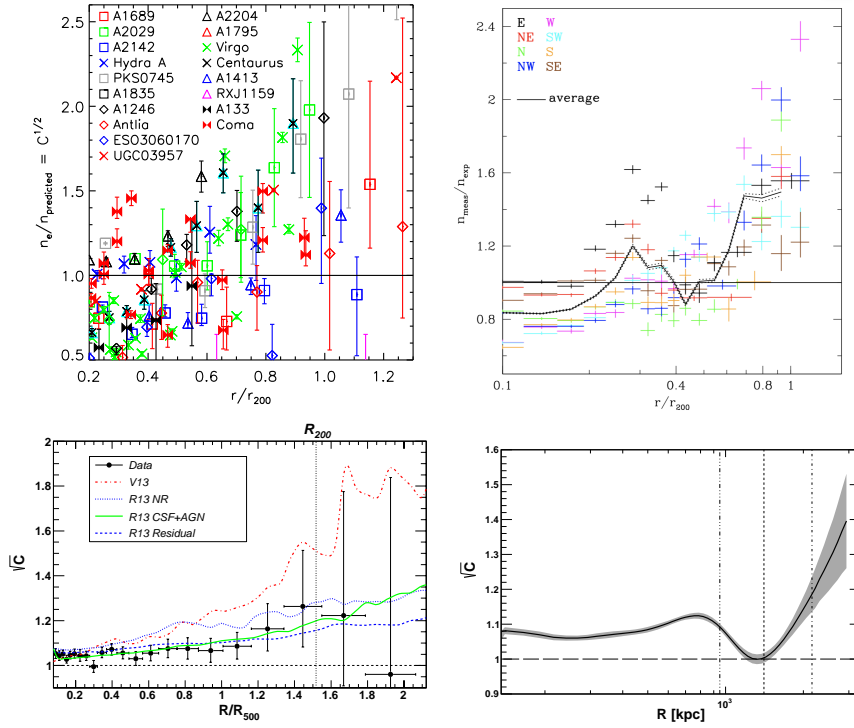 A1689
A2029
A2142
Hydra A
PKS0745
A1835
A1246
Antlia
ESO3060170
UGC03957
A2204
A1795
Virgo
Centaurus
A1413
RXJ1159
A133
Coma
n_e/n_predicted = C^1/2
2.5
2.0
1.5
1.0
0.5
0.2 0.4 0.6 0.8 1.0 1.2
r/r_200
E W
NE SW
N S
NW SE
average
n_meas/n_exp
2.4
2
1.6
1.2
0.8
0.1 0.2 0.4 0.6 0.8 1
r/r_200
R_200
Data
V13
R13 NR
R13 CSF+AGN
R13 Residual
√C
2
1.8
1.6
1.4
1.2
1
0.2 0.4 0.6 0.8 1 1.2 1.4 1.6 1.8 2
R/R_500
√C
1.6
1.5
1.4
1.3
1.2
1.1
1
0.9
10^3
R [kpc]